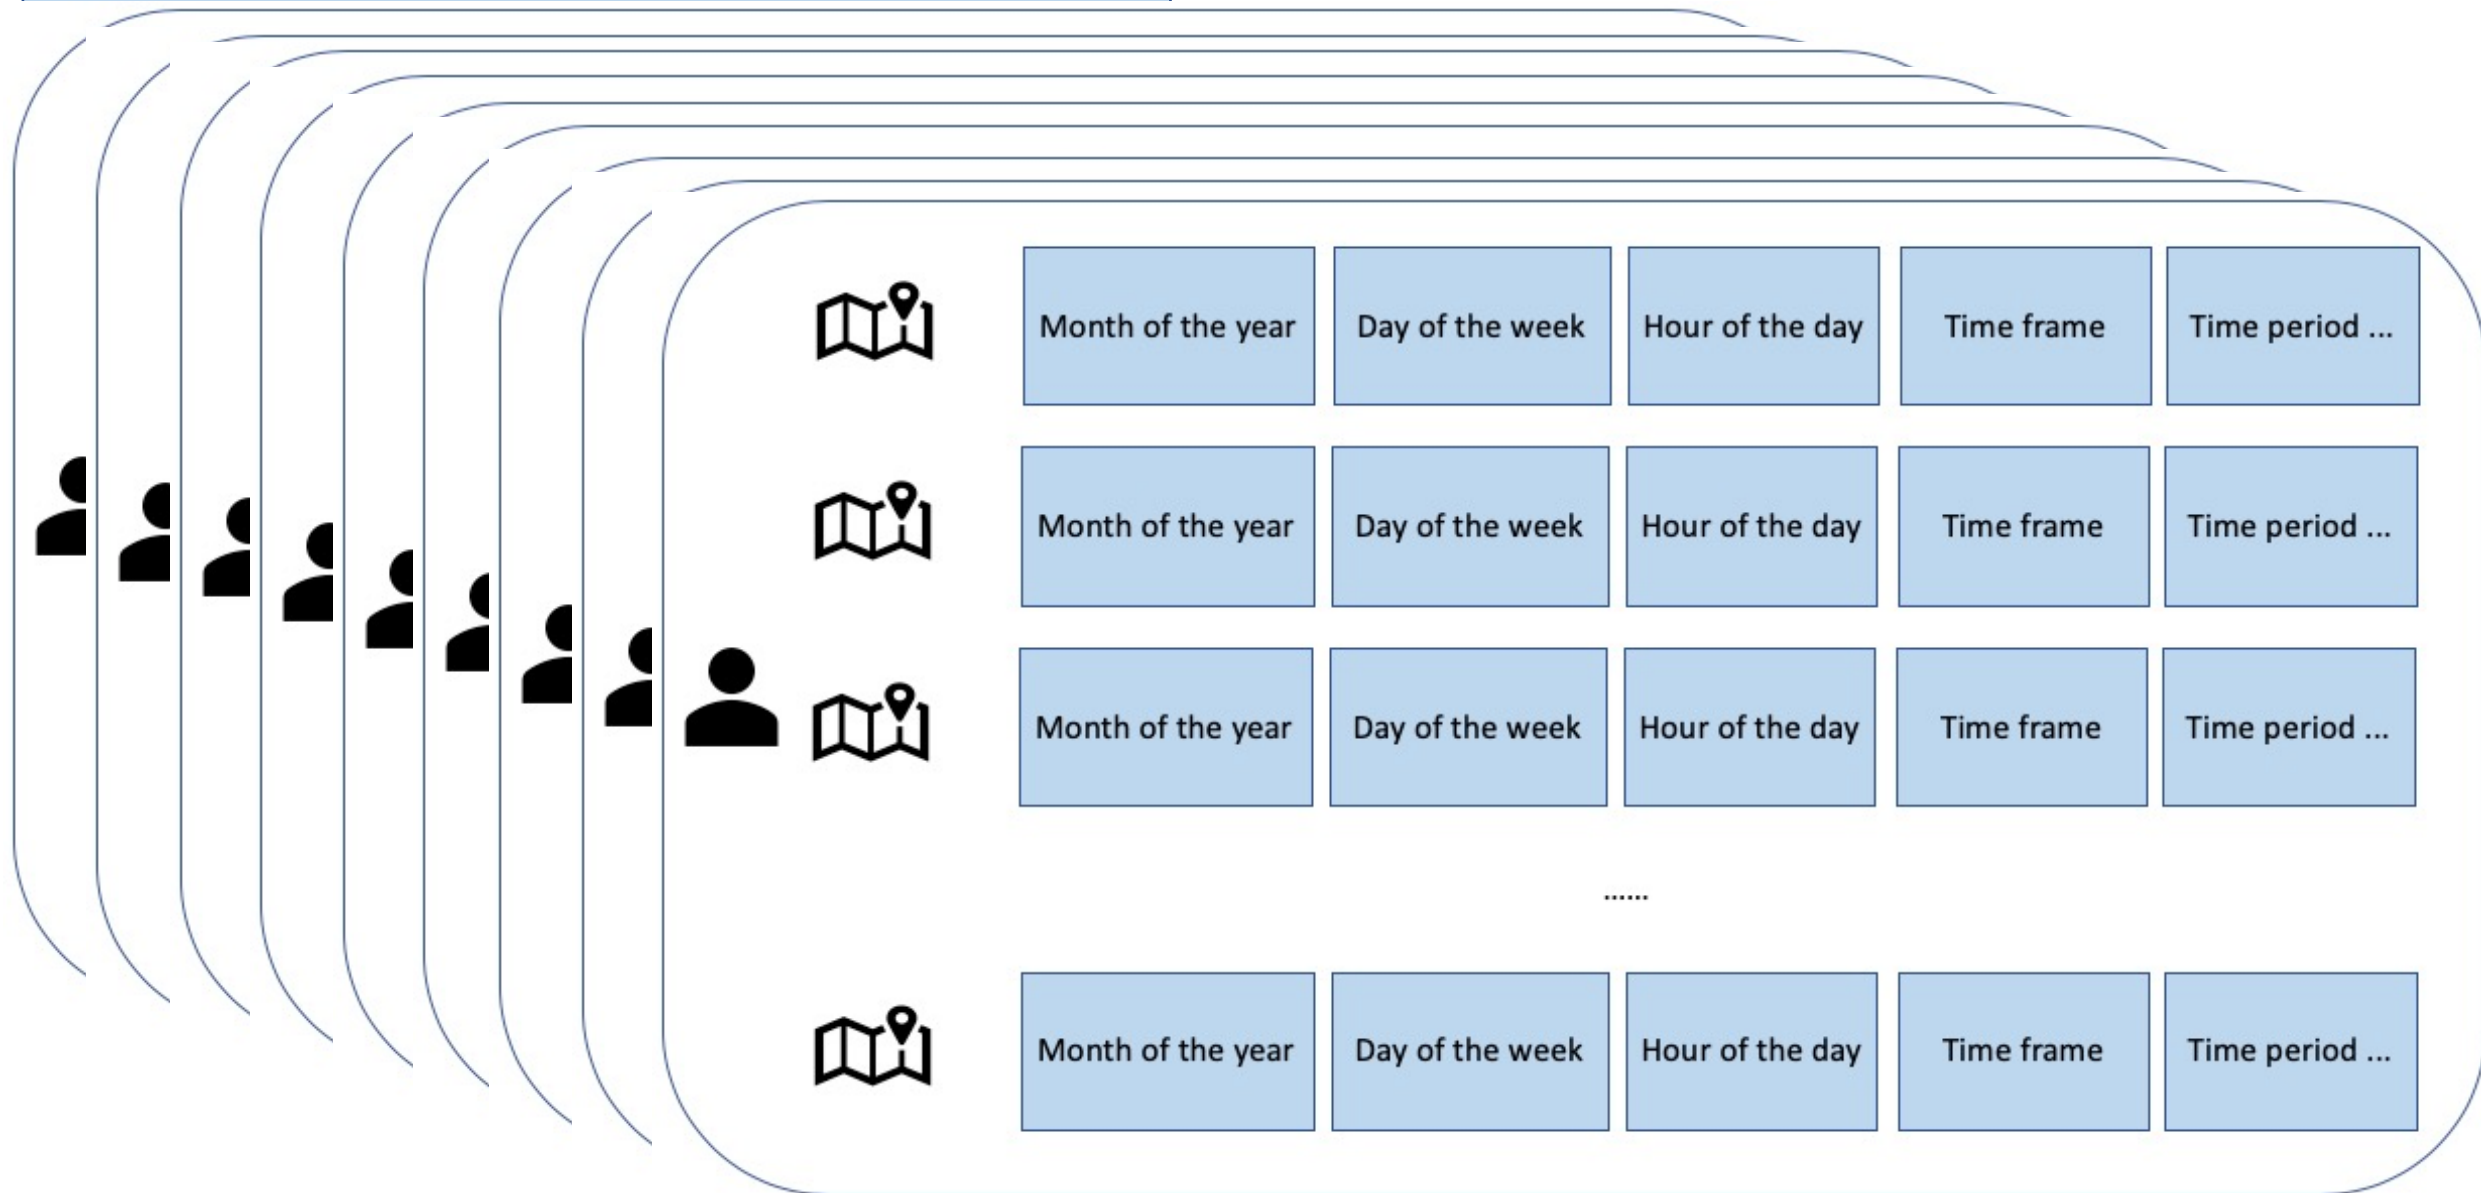 Month of the year Day of the week Hour of the day Time frame Time period ...
Month of the year Day of the week Hour of the day Time frame Time period ...
Month of the year Day of the week Hour of the day Time frame Time period ...
......
Month of the year Day of the week Hour of the day Time frame Time period ...